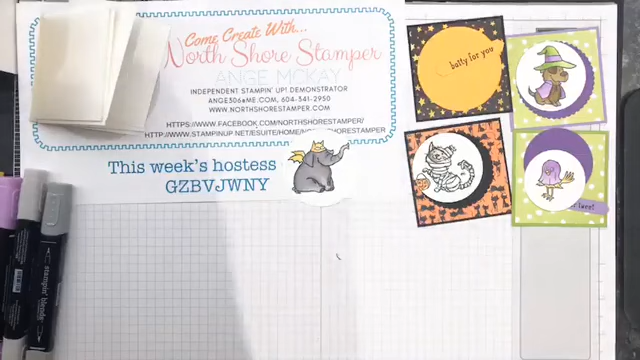 Come Create With...
North Shore Stamper
ANGE MCKAY
INDEPENDENT STAMPIN' UP! DEMONSTRATOR
ANGE306@ME.COM, 604-341-2950
WWW.NORTHSHORESTAMPER.COM
HTTPS://WWW.FACEBOOK.COM/NORTHSHORESTAMPER/
HTTP://WWW.STAMPINUP.NET/ESUITE/HOME/NORTHSHORESTAMPER
This week's hostess
GZBVJWNY
batty for you
tweet
stampin' blends